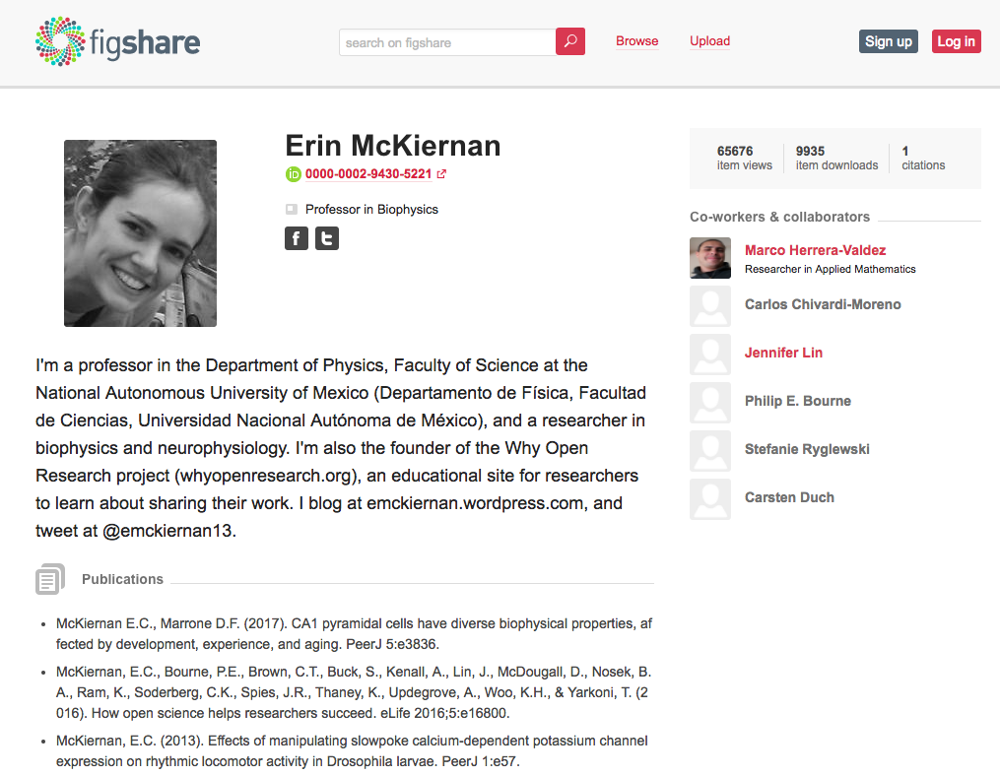 figshare
search on figshare
Browse
Upload
Sign up
Log in
Erin McKiernan
iD 0000-0002-9430-5221
Professor in Biophysics
f t
65676
item views
9935
item downloads
1
citations
Co-workers & collaborators
Marco Herrera-Valdez
Researcher in Applied Mathematics
Carlos Chivardi-Moreno
Jennifer Lin
Philip E. Bourne
Stefanie Ryglewski
Carsten Duch
I'm a professor in the Department of Physics, Faculty of Science at the
National Autonomous University of Mexico (Departamento de Física, Facultad
de Ciencias, Universidad Nacional Autónoma de México), and a researcher in
biophysics and neurophysiology. I'm also the founder of the Why Open
Research project (whyopenresearch.org), an educational site for researchers
to learn about sharing their work. I blog at emckiernan.wordpress.com, and
tweet at @emckiernan13.
Publications
• McKiernan E.C., Marrone D.F. (2017). CA1 pyramidal cells have diverse biophysical properties, af
fected by development, experience, and aging. PeerJ 5:e3836.
• McKiernan, E.C., Bourne, P.E., Brown, C.T., Buck, S., Kenall, A., Lin, J., McDougall, D., Nosek, B.
A., Ram, K., Soderberg, C.K., Spies, J.R., Thaney, K., Updegrove, A., Woo, K.H., & Yarkoni, T. (2
016). How open science helps researchers succeed. eLife 2016;5:e16800.
• McKiernan, E.C. (2013). Effects of manipulating slowpoke calcium-dependent potassium channel
expression on rhythmic locomotor activity in Drosophila larvae. PeerJ 1:e57.